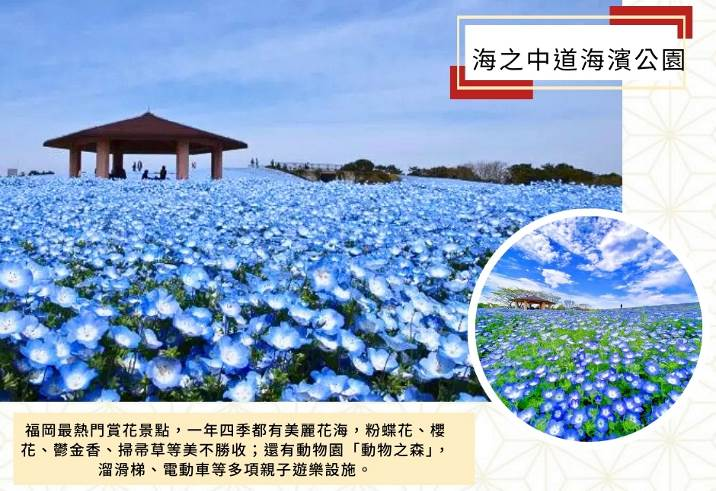 海之中道海濱公園
福岡最熱門賞花景點，一年四季都有美麗花海，粉蝶花、櫻
花、鬱金香、掃帚草等美不勝收；還有動物園「動物之森」，
溜滑梯、電動車等多項親子遊樂設施。